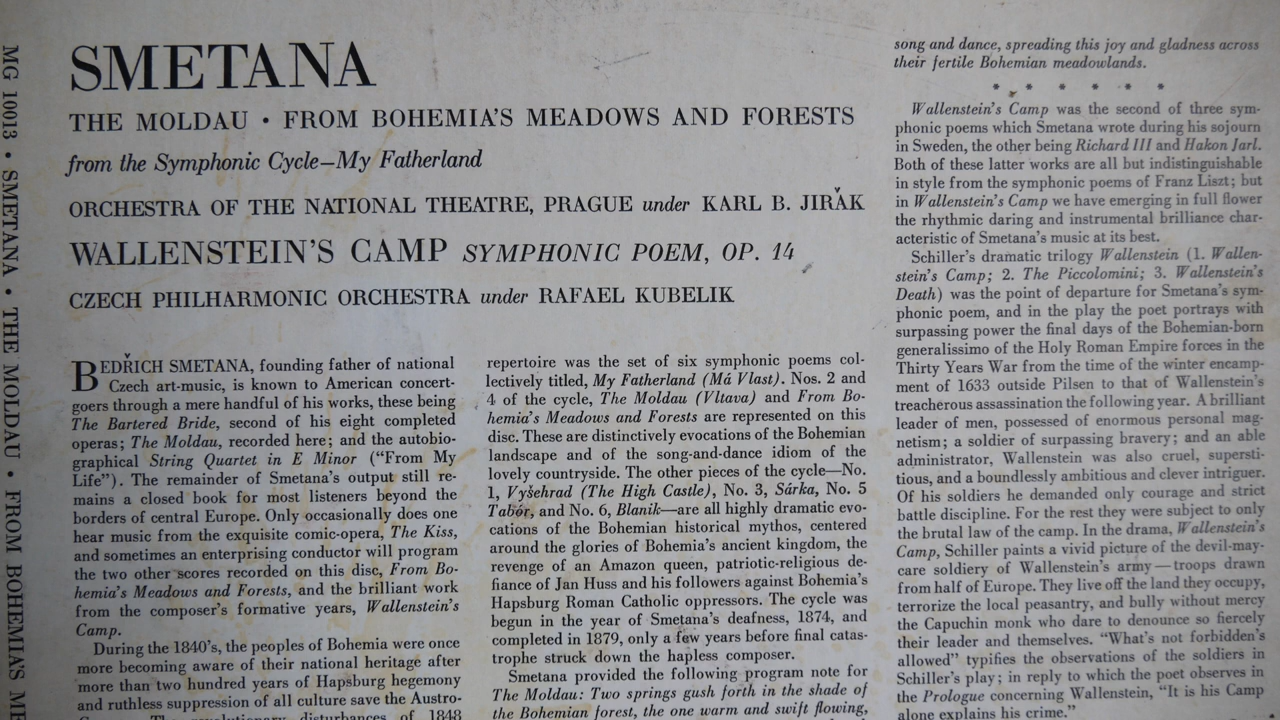 MG 10013 • SMETANA • THE MOLDAU • FROM BOHEMIA'S ME
SMETANA
THE MOLDAU • FROM BOHEMIA'S MEADOWS AND FORESTS
from the Symphonic Cycle—My Fatherland
ORCHESTRA OF THE NATIONAL THEATRE, PRAGUE under KARL B. JIRǍK
WALLENSTEIN'S CAMP SYMPHONIC POEM, OP. 14
CZECH PHILHARMONIC ORCHESTRA under RAFAEL KUBELIK
BEDŘICH SMETANA, founding father of national
Czech art-music, is known to American concert-
goers through a mere handful of his works, these being
The Bartered Bride, second of his eight completed
operas; The Moldau, recorded here; and the autobio-
graphical String Quartet in E Minor ("From My
Life"). The remainder of Smetana's output still re-
mains a closed book for most listeners beyond the
borders of central Europe. Only occasionally does one
hear music from the exquisite comic-opera, The Kiss,
and sometimes an enterprising conductor will program
the two other scores recorded on this disc, From Bo-
hemia's Meadows and Forests, and the brilliant work
from the composer's formative years, Wallenstein's
Camp.
During the 1840's, the peoples of Bohemia were once
more becoming aware of their national heritage after
more than two hundred years of Hapsburg hegemony
and ruthless suppression of all culture save the Austro-
disturbances of 1848
repertoire was the set of six symphonic poems col-
lectively titled, My Fatherland (Má Vlast). Nos. 2 and
4 of the cycle, The Moldau (Vltava) and From Bo-
hemia's Meadows and Forests are represented on this
disc. These are distinctively evocations of the Bohemian
landscape and of the song-and-dance idiom of the
lovely countryside. The other pieces of the cycle—No.
1, Vyšehrad (The High Castle), No. 3, Sárka, No. 5
Tabór, and No. 6, Blanik—are all highly dramatic evo-
cations of the Bohemian historical mythos, centered
around the glories of Bohemia's ancient kingdom, the
revenge of an Amazon queen, patriotic-religious de-
fiance of Jan Huss and his followers against Bohemia's
Hapsburg Roman Catholic oppressors. The cycle was
begun in the year of Smetana's deafness, 1874, and
completed in 1879, only a few years before final catas-
trophe struck down the hapless composer.
Smetana provided the following program note for
The Moldau: Two springs gush forth in the shade of
the Bohemian forest, the one warm and swift flowing,
song and dance, spreading this joy and gladness across
their fertile Bohemian meadowlands.
* * * * * *
Wallenstein's Camp was the second of three sym-
phonic poems which Smetana wrote during his sojourn
in Sweden, the other being Richard III and Hakon Jarl.
Both of these latter works are all but indistinguishable
in style from the symphonic poems of Franz Liszt; but
in Wallenstein's Camp we have emerging in full flower
the rhythmic daring and instrumental brilliance char-
acteristic of Smetana's music at its best.
Schiller's dramatic trilogy Wallenstein (1. Wallen-
stein's Camp; 2. The Piccolomini; 3. Wallenstein's
Death) was the point of departure for Smetana's sym-
phonic poem, and in the play the poet portrays with
surpassing power the final days of the Bohemian-born
generalissimo of the Holy Roman Empire forces in the
Thirty Years War from the time of the winter encamp-
ment of 1633 outside Pilsen to that of Wallenstein's
treacherous assassination the following year. A brilliant
leader of men, possessed of enormous personal mag-
netism; a soldier of surpassing bravery; and an able
administrator, Wallenstein was also cruel, supersti-
tious, and a boundlessly ambitious and clever intriguer.
Of his soldiers he demanded only courage and strict
battle discipline. For the rest they were subject to only
the brutal law of the camp. In the drama, Wallenstein's
Camp, Schiller paints a vivid picture of the devil-may-
care soldiery of Wallenstein's army—troops drawn
from half of Europe. They live off the land they occupy,
terrorize the local peasantry, and bully without mercy
the Capuchin monk who dare to denounce so fiercely
their leader and themselves. "What's not forbidden's
allowed" typifies the observations of the soldiers in
Schiller's play; in reply to which the poet observes in
the Prologue concerning Wallenstein, "It is his Camp
alone explains his crime."